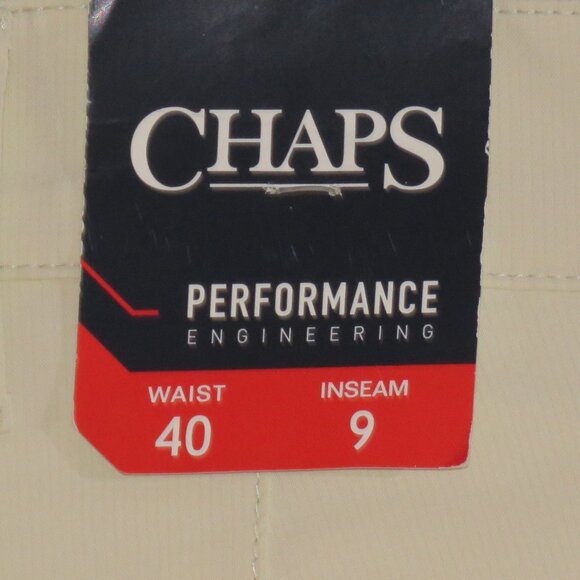 CHAPS
PERFORMANCE
ENGINEERING
WAIST INSEAM
40 9